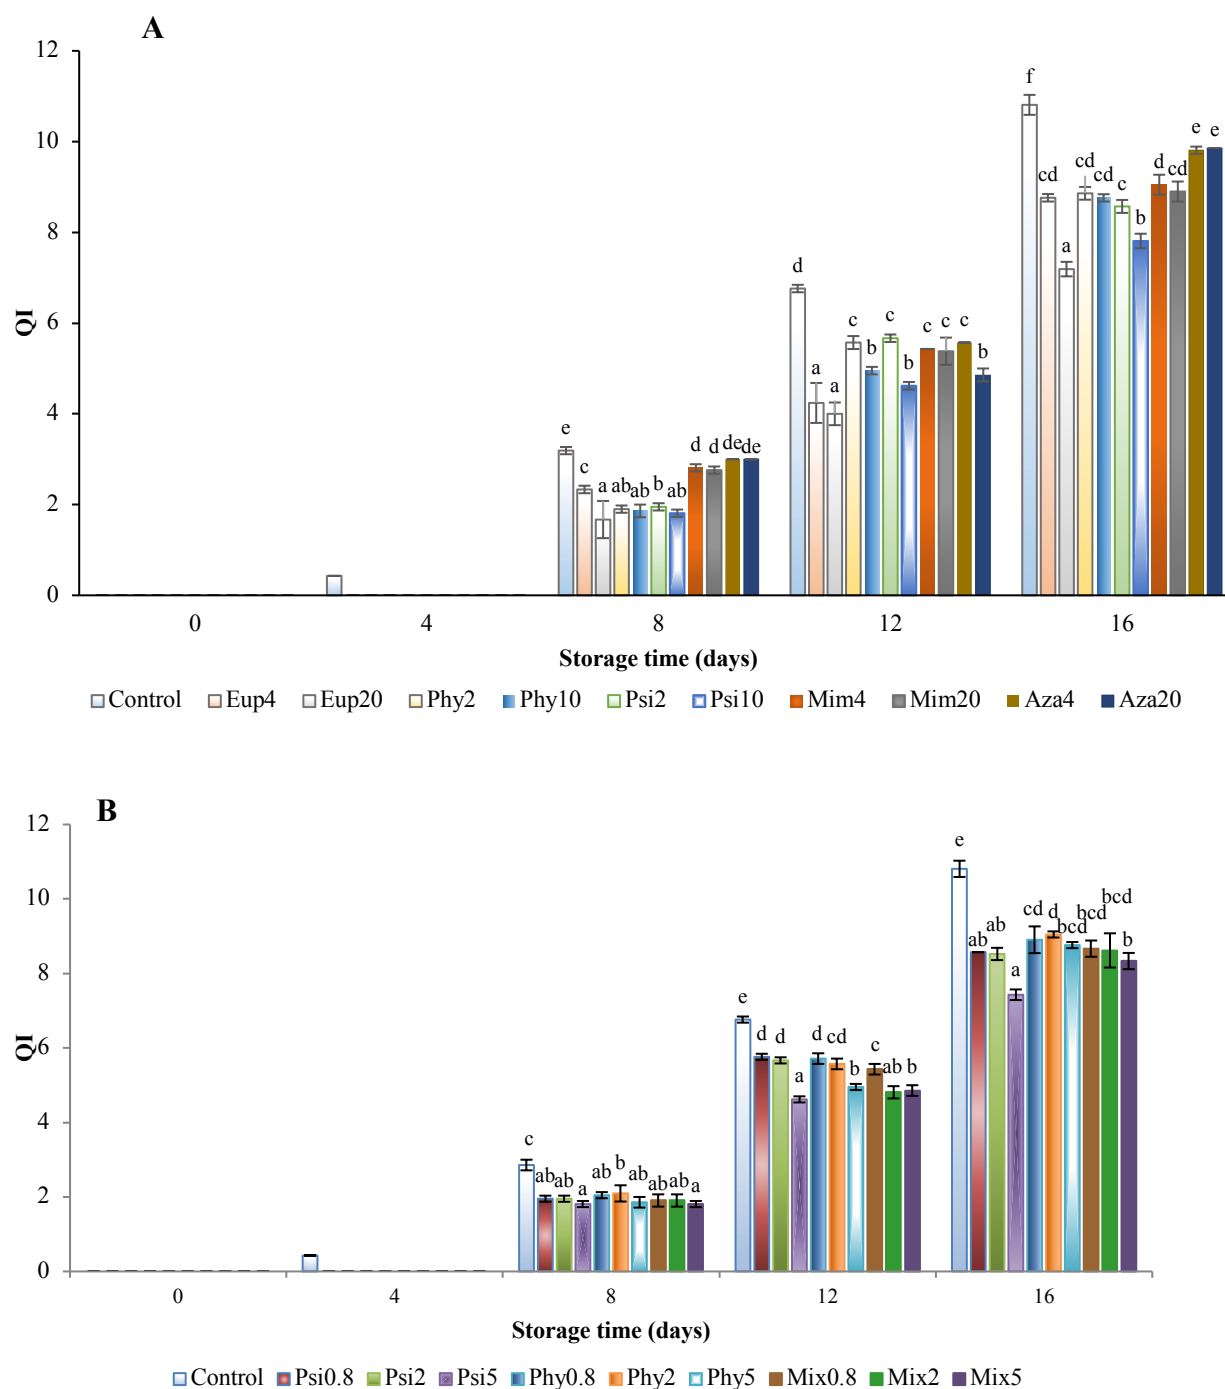 A
12
f
e e
cd cd cd c d cd
10
b
8
a
d
QI
6
c c c c c
b b b
a a
4
e
d d de de
c
a ab ab b ab
2
0
0 4 8 12 16
Storage time (days)
Control Eup4 Eup20 Phy2 Phy10 Psi2 Psi10 Mim4 Mim20 Aza4 Aza20
B
12
e
10
ab ab cd d bcd bcd bcd b
a
8
e
QI
6
d d a d cd b c ab b
4
c
ab ab a ab b ab ab ab a
2
0
0 4 8 12 16
Storage time (days)
Control Psi0.8 Psi2 Psi5 Phy0.8 Phy2 Phy5 Mix0.8 Mix2 Mix5